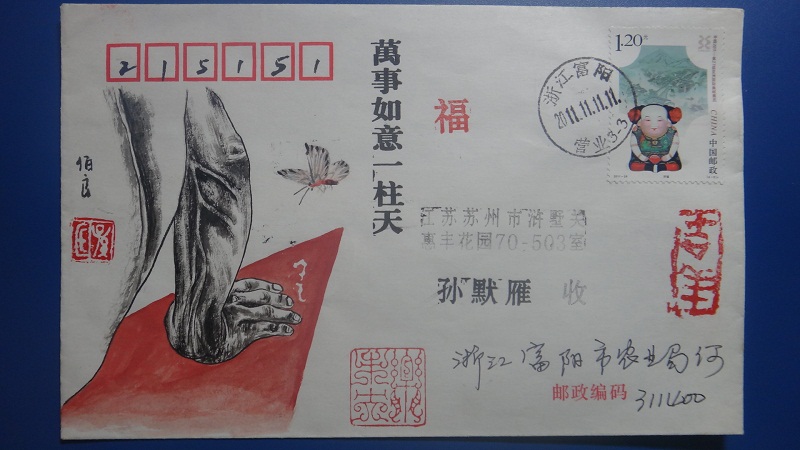 215151
萬事如意一柱天
福
1.20元
CHINA 中国邮政
浙江富阳
2011.11.11.11.
营业3-3
伯良
江苏苏州市浒墅关
惠丰花园70-503室
孙默雁 收
浙江富阳市农业局何
邮政编码 311400